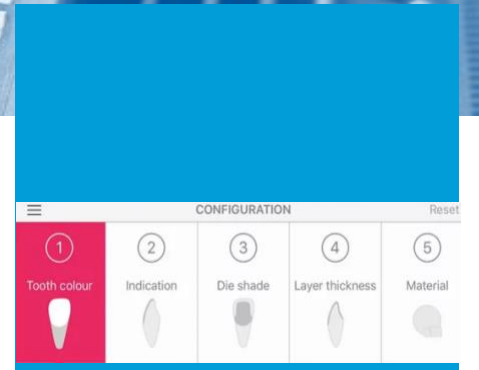 CONFIGURATION Reset
1 2 3 4 5
Tooth colour Indication Die shade Layer thickness Material